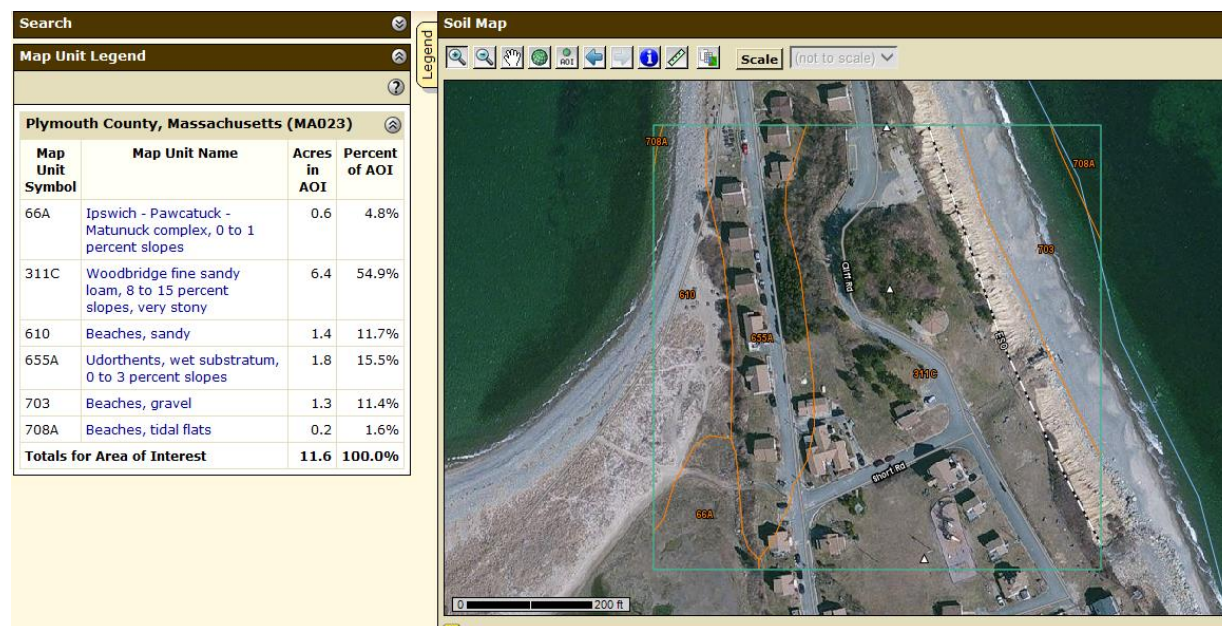 Search
Map Unit Legend
Plymouth County, Massachusetts (MA023)
Map Unit Symbol Map Unit Name Acres in AOI Percent of AOI
66A Ipswich - Pawcatuck - Matunuck complex, 0 to 1 percent slopes 0.6 4.8%
311C Woodbridge fine sandy loam, 8 to 15 percent slopes, very stony 6.4 54.9%
610 Beaches, sandy 1.4 11.7%
655A Udorthents, wet substratum, 0 to 3 percent slopes 1.8 15.5%
703 Beaches, gravel 1.3 11.4%
708A Beaches, tidal flats 0.2 1.6%
Totals for Area of Interest 11.6 100.0%
Legend
Soil Map
AOI
Scale (not to scale)
708A
708A
703
Cliff Rd
610
655A
ESO
311C
Short Rd
66A
0 200 ft